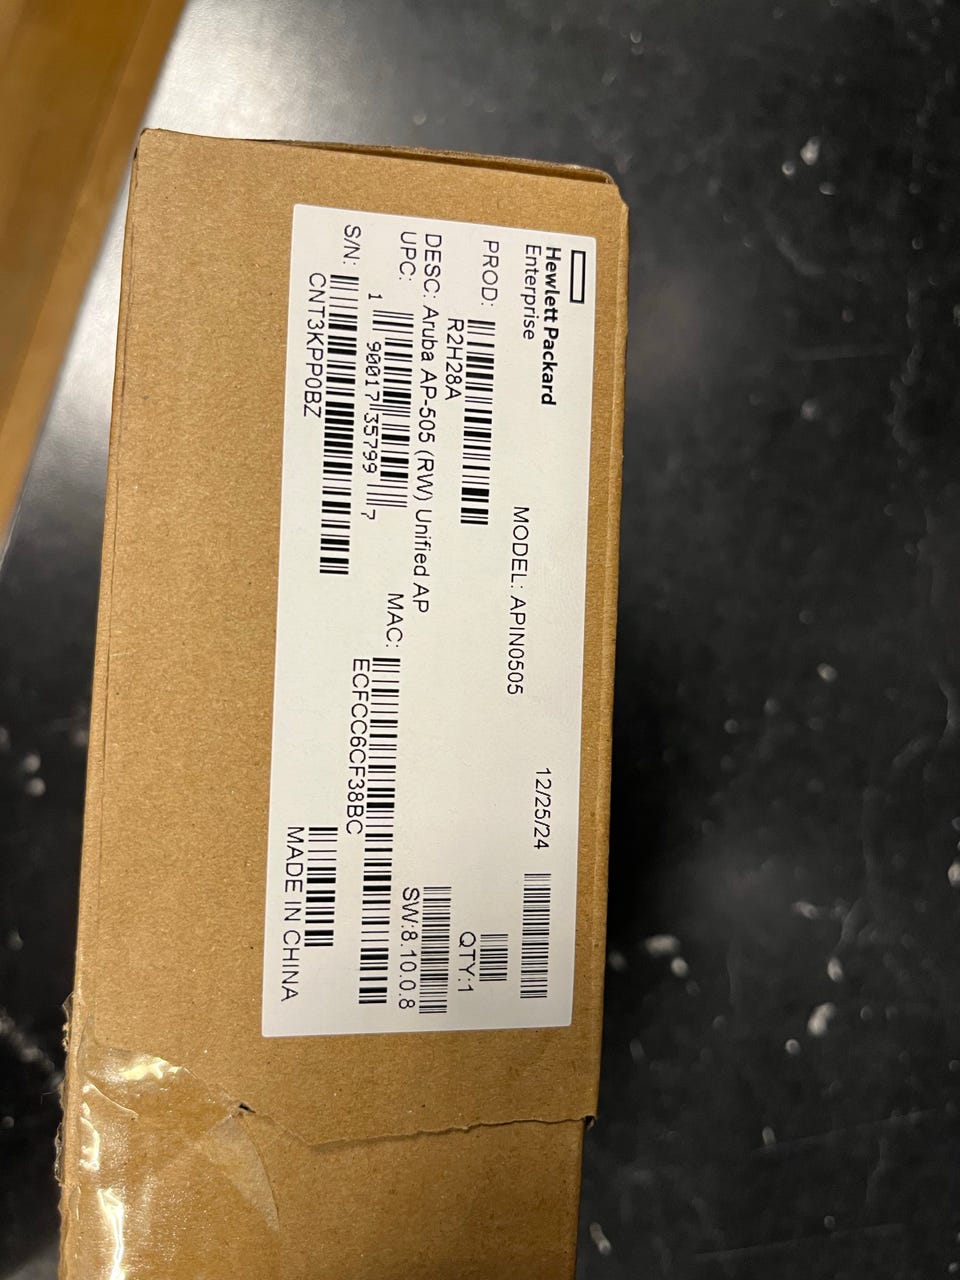 Hewlett Packard
Enterprise
MODEL: APIN0505
12/25/24
PROD:
R2H28A
QTY:1
DESC: Aruba AP-505 (RW) Unified AP
UPC:
1 90017 35799 7
MAC:
ECFCC6CF38BC
SW:8.10.0.8
S/N:
CNT3KPP0BZ
MADE IN CHINA